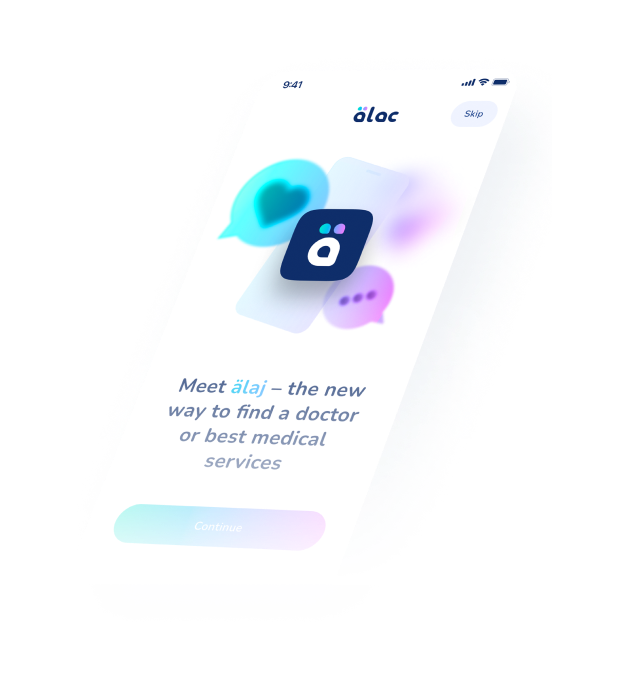 9:41
äloc
Skip
ä
Meet älaj – the new
way to find a doctor
or best medical
services
Continue